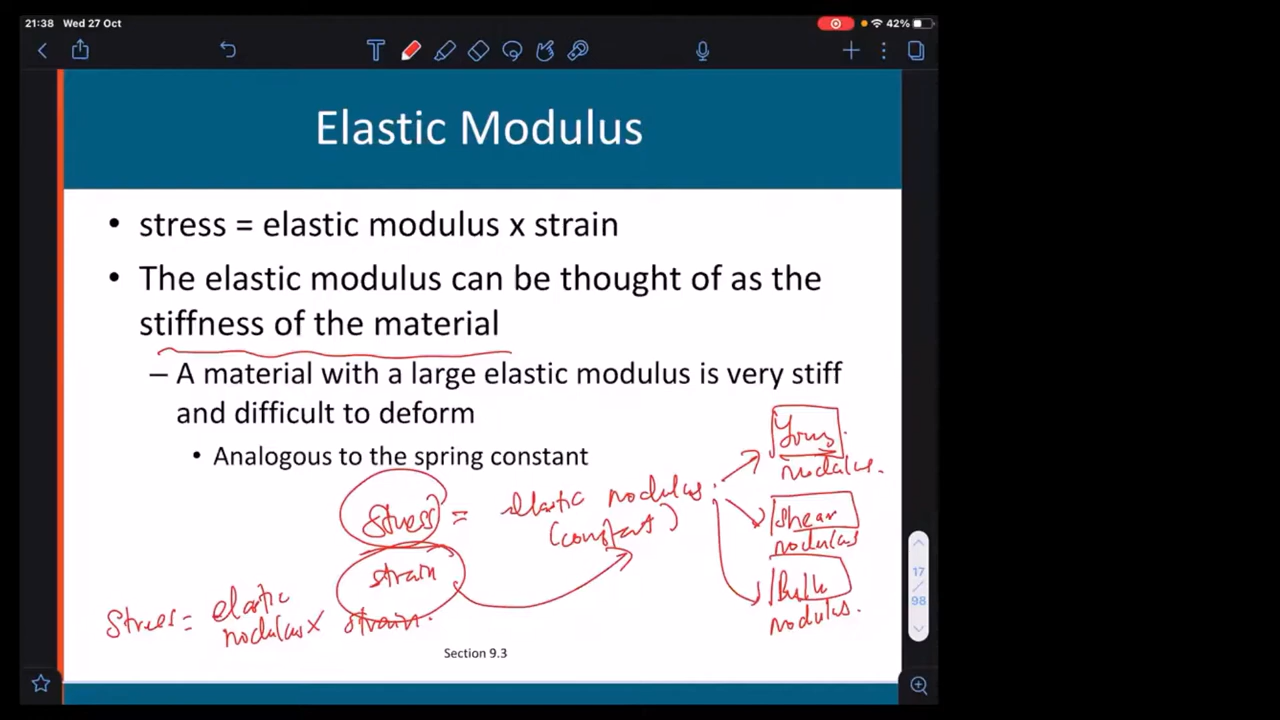 21:38 Wed 27 Oct
42%
Elastic Modulus
• stress = elastic modulus x strain
• The elastic modulus can be thought of as the
stiffness of the material
– A material with a large elastic modulus is very stiff
and difficult to deform
• Analogous to the spring constant
stress = elastic modulus
strain (constant)
stress = elastic
modulus x strain.
modulus.
shear
modulus
Bulk
modulus.
Section 9.3
17
98